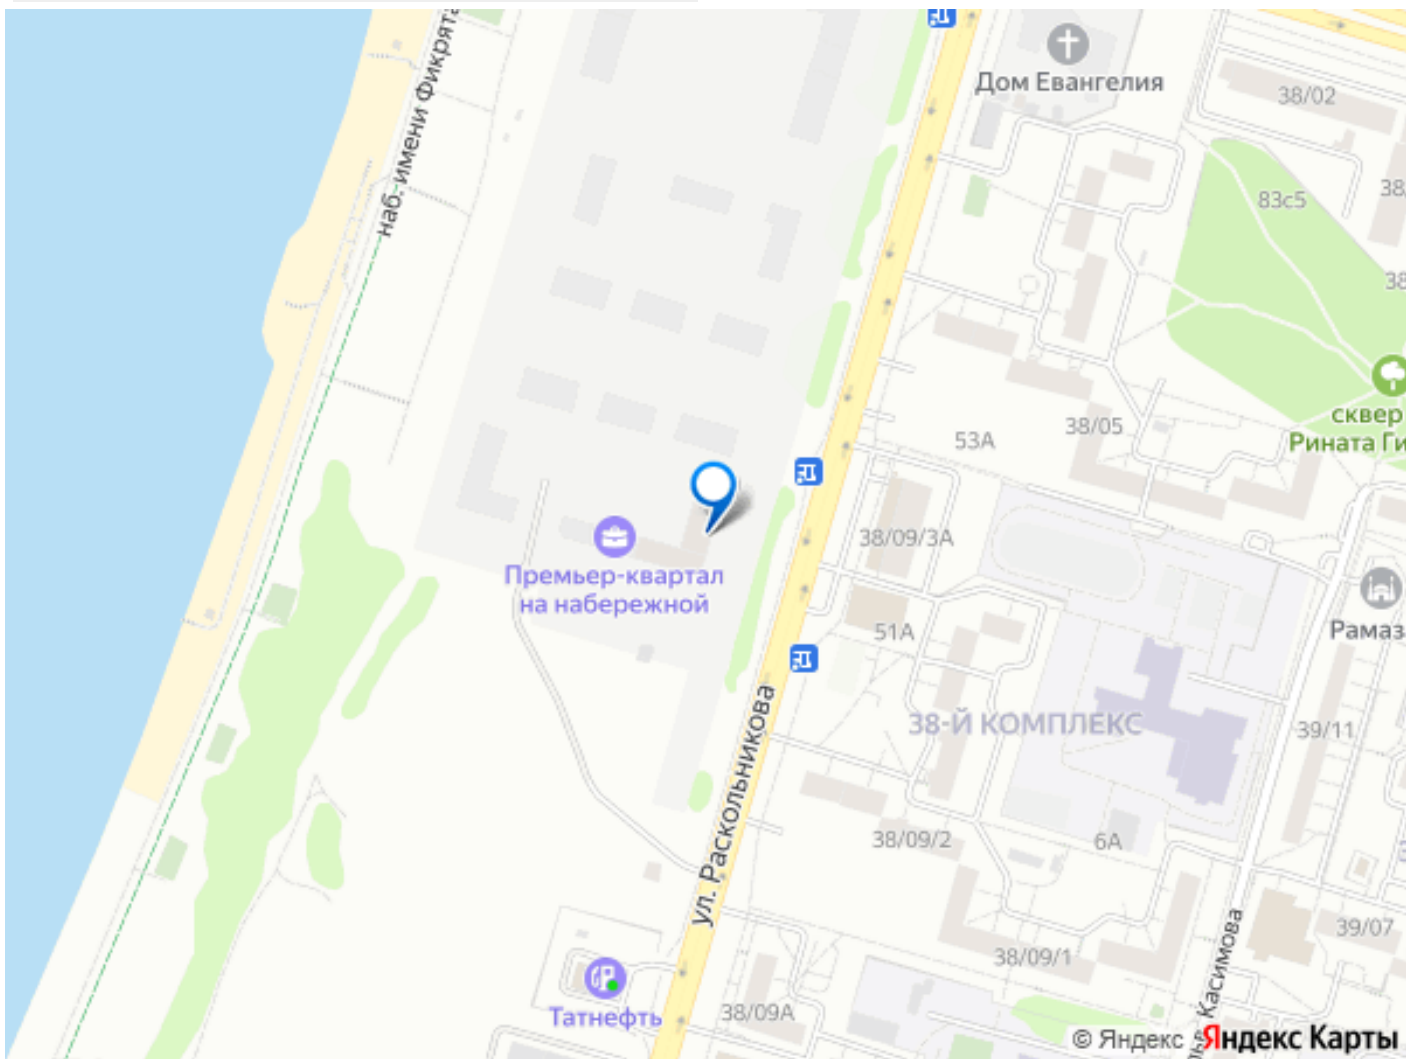 наб. имени Фикрята
Дом Евангелия
38/02
83с5
38
38
сквер
Рината Ги
38/05
53А
38/09/3А
Премьер-квартал
на набережной
51А
Рамаз
38-Й КОМПЛЕКС
39/11
ул. Раскольникова
38/09/2
6А
39/07
38/09/1
Касимова
Татнефть
38/09А
© Яндекс Яндекс Карты